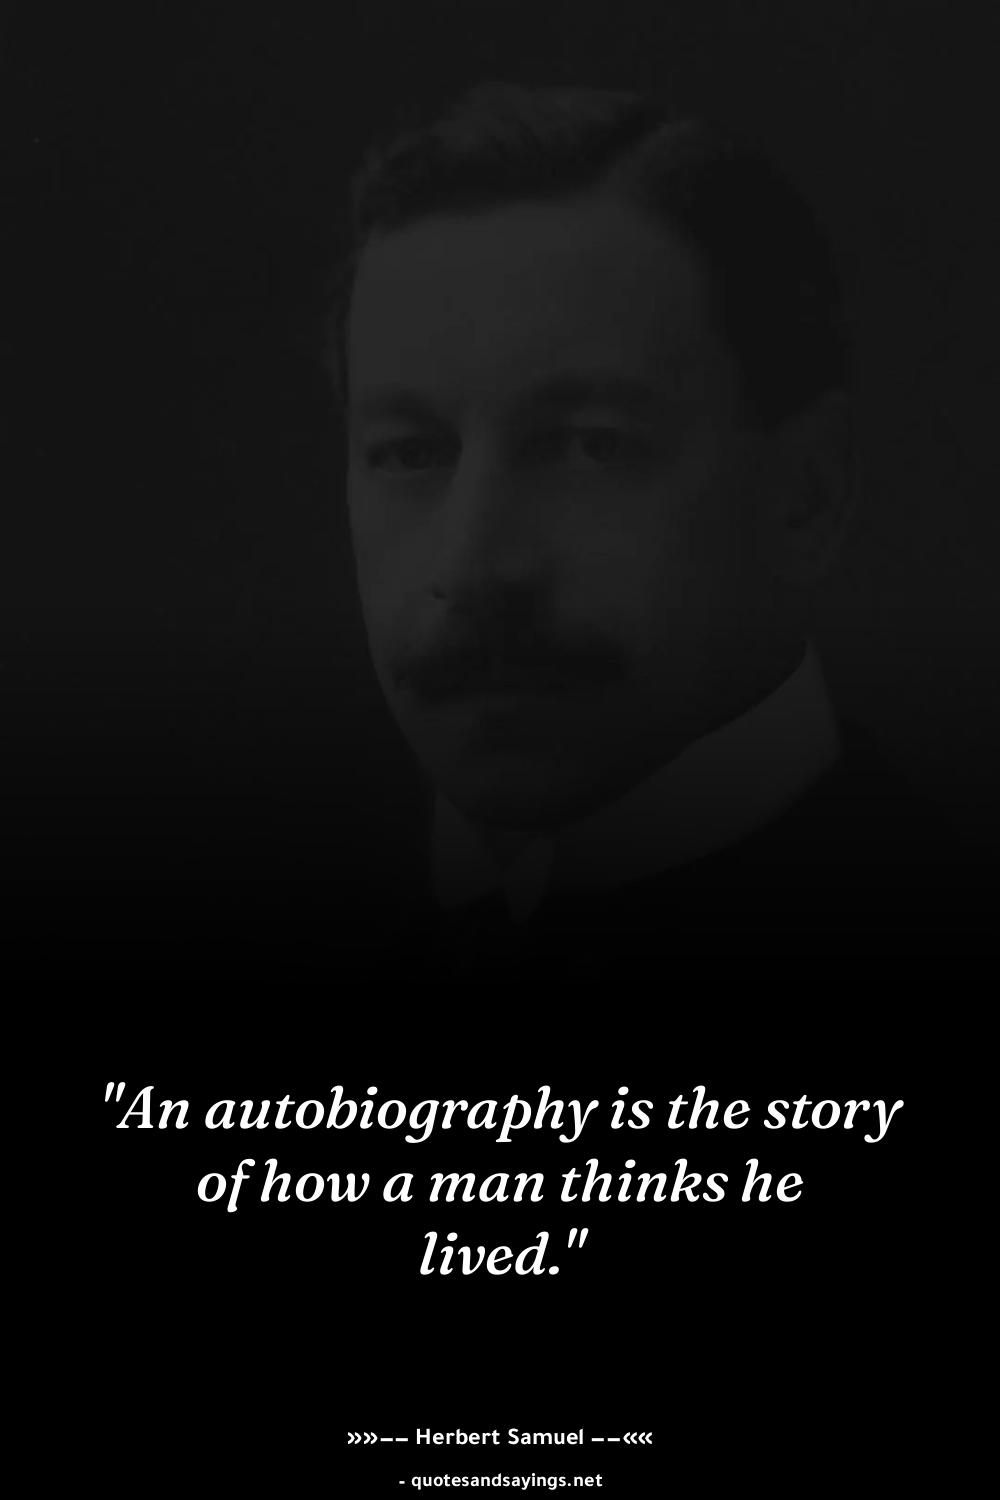 "An autobiography is the story
of how a man thinks he
lived."
»»–– Herbert Samuel ––««
- quotesandsayings.net